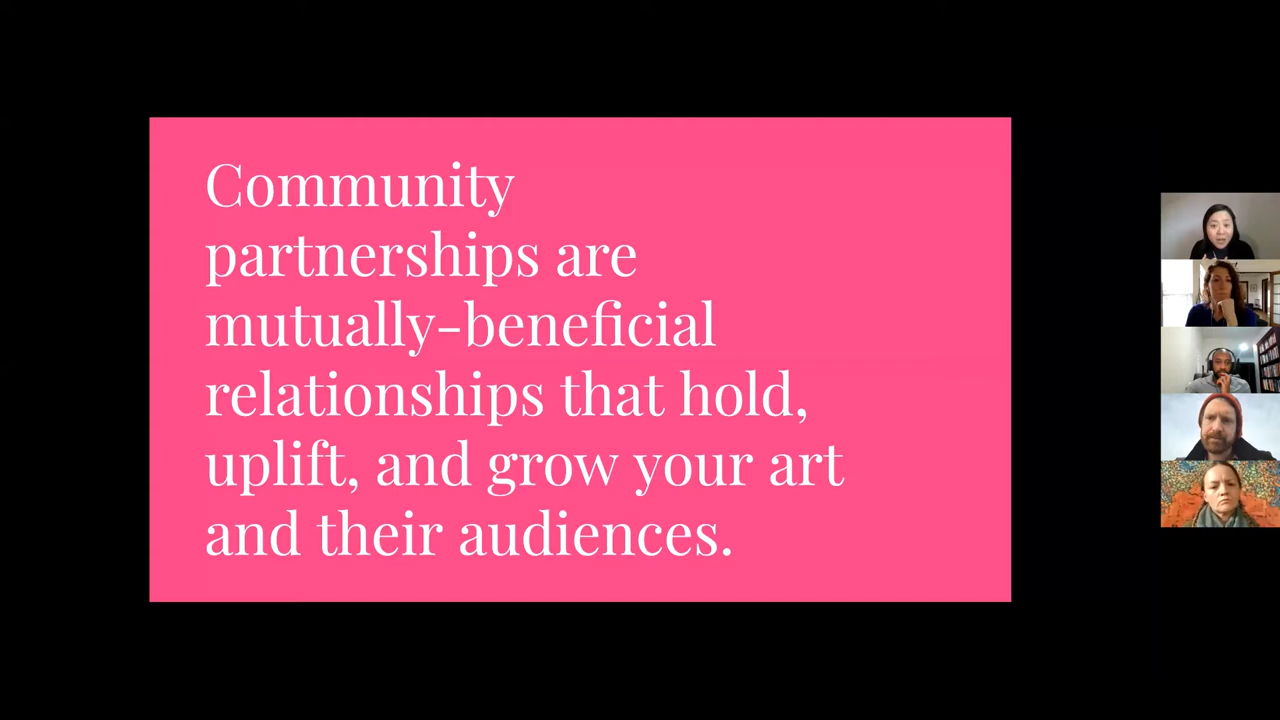 Community
partnerships are
mutually-beneficial
relationships that hold,
uplift, and grow your art
and their audiences.